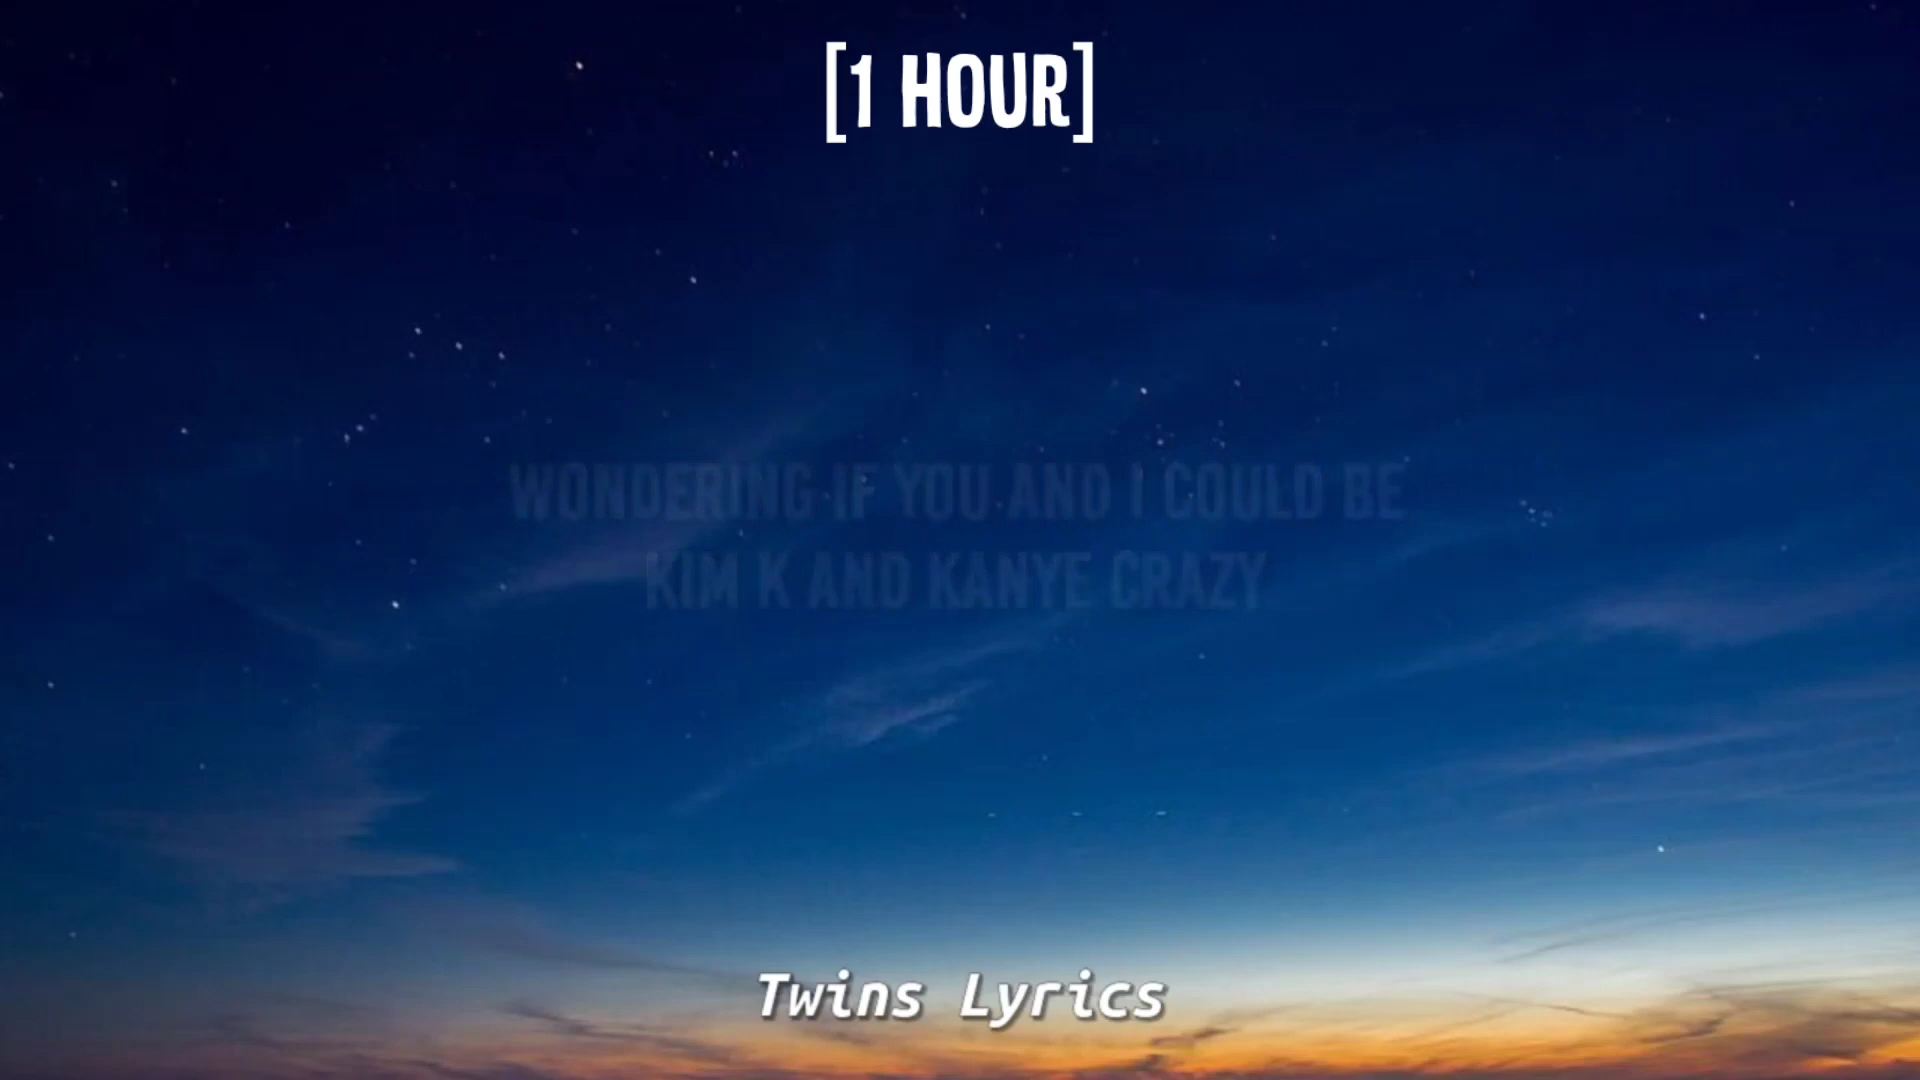 [1 HOUR]
WONDERING IF YOU AND I COULD BE
KIM K AND KANYE CRAZY
Twins Lyrics